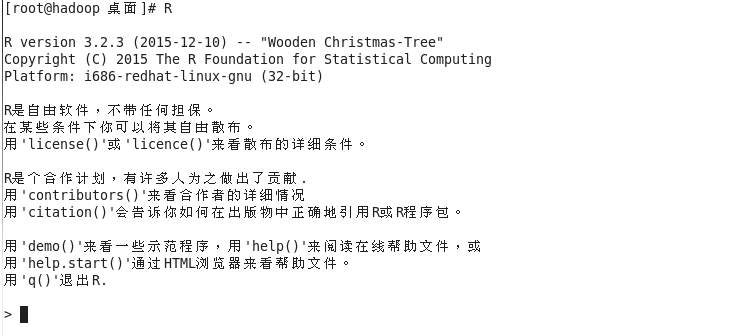 [root@hadoop 桌面]# R
R version 3.2.3 (2015-12-10) -- "Wooden Christmas-Tree"
Copyright (C) 2015 The R Foundation for Statistical Computing
Platform: i686-redhat-linux-gnu (32-bit)
R是自由软件，不带任何担保。
在某些条件下你可以将其自由散布。
用'license()'或'licence()'来看散布的详细条件。
R是个合作计划，有许多人为之做出了贡献.
用'contributors()'来看合作者的详细情况
用'citation()'会告诉你如何在出版物中正确地引用R或R程序包。
用'demo()'来看一些示范程序，用'help()'来阅读在线帮助文件，或
用'help.start()'通过HTML浏览器来看帮助文件。
用'q()'退出R.
>